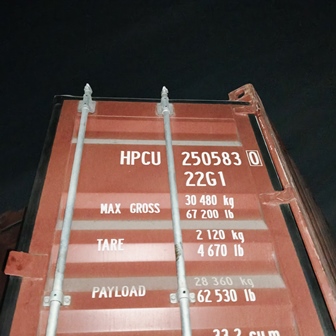 HPCU 250583 0
22G1
MAX GROSS 30 480 kg
67 200 lb
TARE 2 120 kg
4 670 lb
PAYLOAD 28 360 kg
62 530 lb